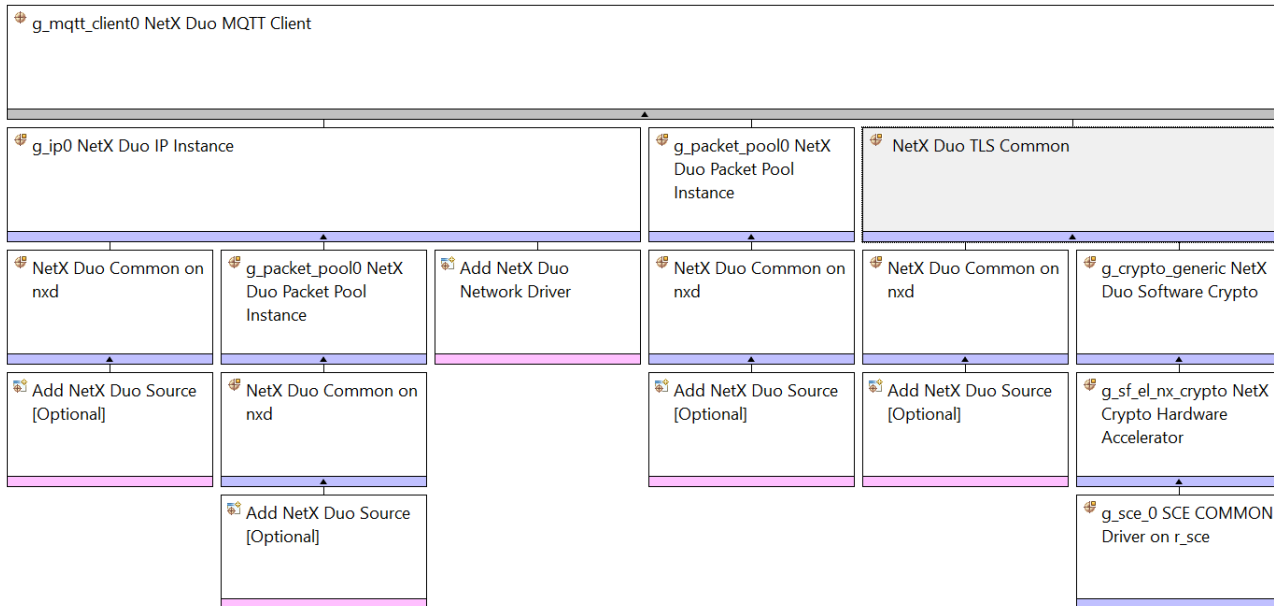 g_mqtt_client0 NetX Duo MQTT Client
g_ip0 NetX Duo IP Instance
g_packet_pool0 NetX
Duo Packet Pool
Instance
NetX Duo TLS Common
NetX Duo Common on
nxd
g_packet_pool0 NetX
Duo Packet Pool
Instance
Add NetX Duo
Network Driver
NetX Duo Common on
nxd
NetX Duo Common on
nxd
g_crypto_generic NetX
Duo Software Crypto
Add NetX Duo Source
[Optional]
NetX Duo Common on
nxd
Add NetX Duo Source
[Optional]
Add NetX Duo Source
[Optional]
g_sf_el_nx_crypto NetX
Crypto Hardware
Accelerator
Add NetX Duo Source
[Optional]
g_sce_0 SCE COMMON
Driver on r_sce